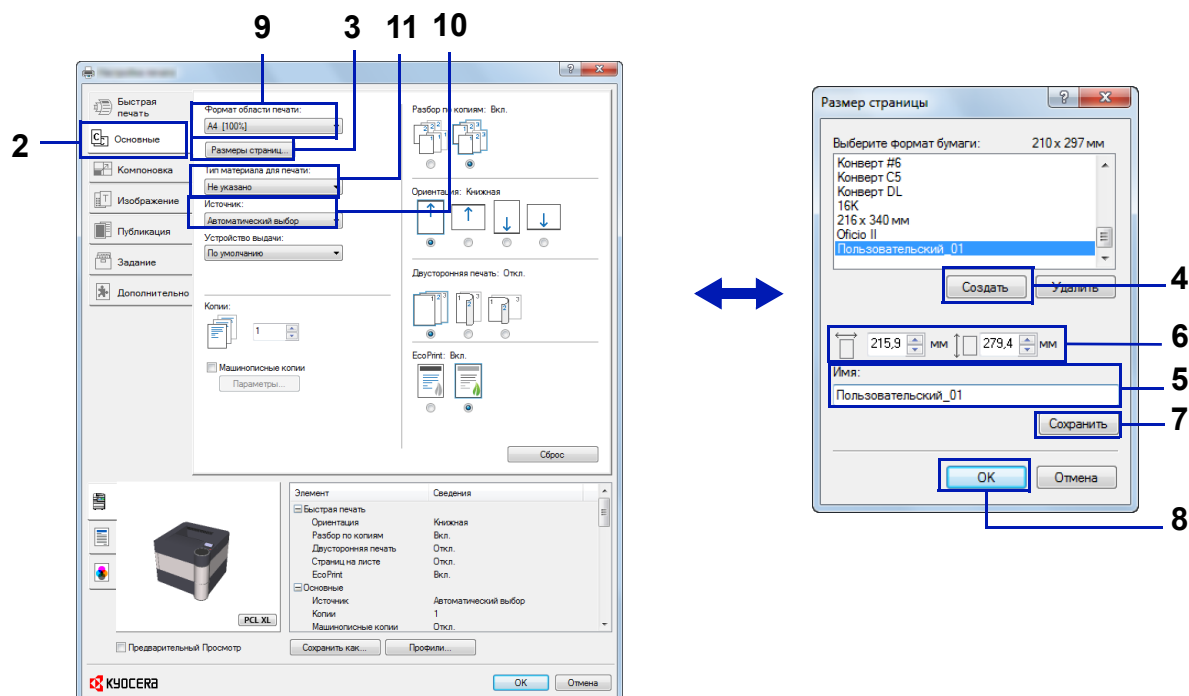 9 3 11 10
Быстрая
печать
2
Основные
Компоновка
Изображение
Публикация
Задание
Дополнительно
Формат области печати:
A4 [100%]
Размеры страниц...
Тип материала для печати:
Не указано
Источник:
Автоматический выбор
Устройство выдачи:
По умолчанию
Копии:
1
Машинописные копии
Параметры...
Разбор по копиям: Вкл.
Ориентация: Книжная
Двусторонняя печать: Откл.
EcoPrint: Вкл.
Сброс
PCL XL
Предварительный Просмотр
Элемент Сведения
Быстрая печать
Ориентация Книжная
Разбор по копиям Вкл.
Двусторонняя печать Откл.
Страниц на листе Откл.
EcoPrint Вкл.
Основные
Источник Автоматический выбор
Копии 1
Машинописные копии Откл.
Сохранить как... Профили...
KYOCERA
OK Отмена
Размер страницы
Выберите формат бумаги: 210 x 297 мм
Конверт #6
Конверт C5
Конверт DL
16K
216 x 340 мм
Oficio II
Пользовательский_01
Создать Удалить 4
215,9 мм 279,4 мм 6
Имя:
Пользовательский_01 5
Сохранить 7
OK Отмена
8